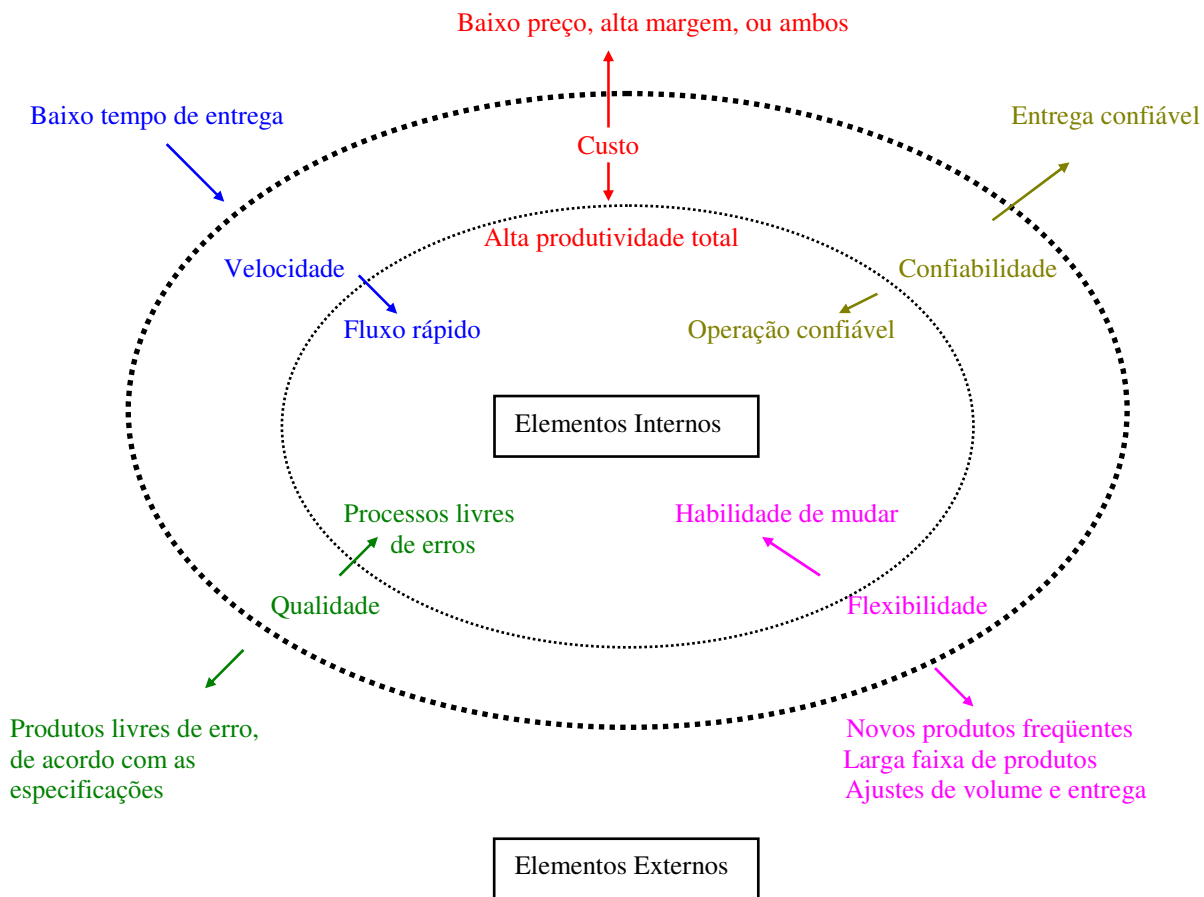 Baixo preço, alta margem, ou ambos
Baixo tempo de entrega
Entrega confiável
Custo
Alta produtividade total
Velocidade
Confiabilidade
Fluxo rápido
Operação confiável
Elementos Internos
Processos livres
de erros
Habilidade de mudar
Qualidade
Flexibilidade
Produtos livres de erro,
de acordo com as
especificações
Novos produtos freqüentes
Larga faixa de produtos
Ajustes de volume e entrega
Elementos Externos